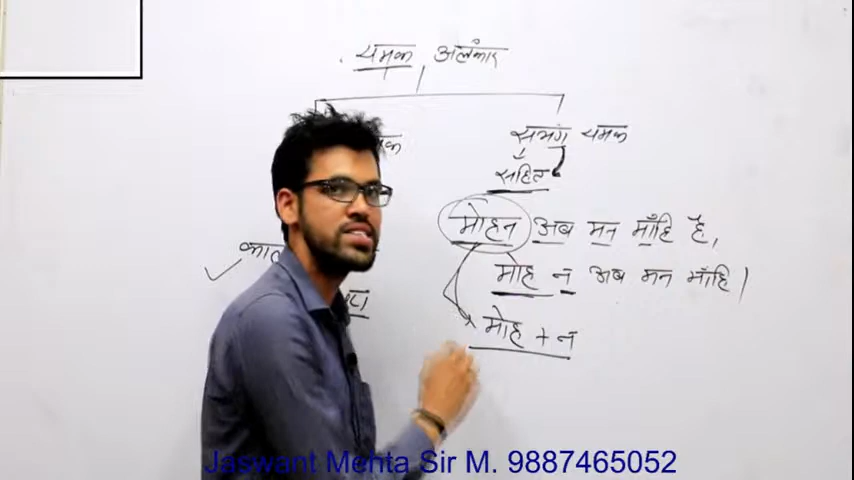 यमक अलंकार
सभंग यमक
सहित
मोहन अब मन माँहि है,
मोह न अब मन माँहि।
मोह + न
Jaswant Mehta Sir M. 9887465052